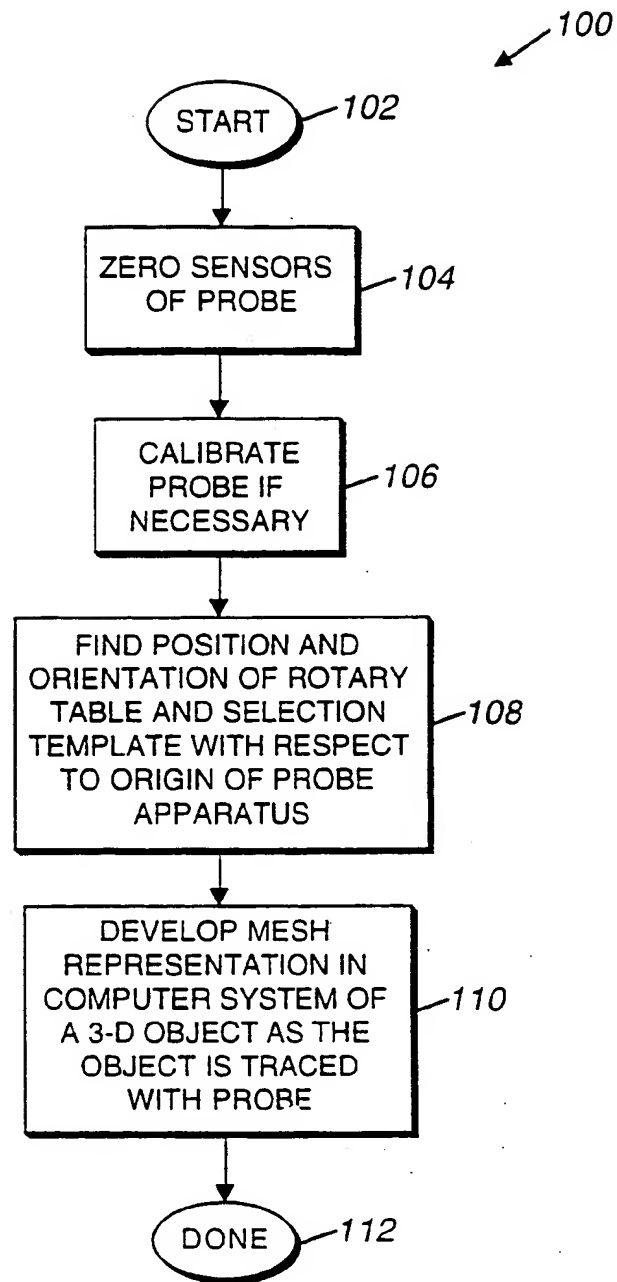 100
START
102
ZERO SENSORS
OF PROBE
104
CALIBRATE
PROBE IF
NECESSARY
106
FIND POSITION AND
ORIENTATION OF ROTARY
TABLE AND SELECTION
TEMPLATE WITH RESPECT
TO ORIGIN OF PROBE
APPARATUS
108
DEVELOP MESH
REPRESENTATION IN
COMPUTER SYSTEM OF
A 3-D OBJECT AS THE
OBJECT IS TRACED
WITH PROBE
110
DONE
112